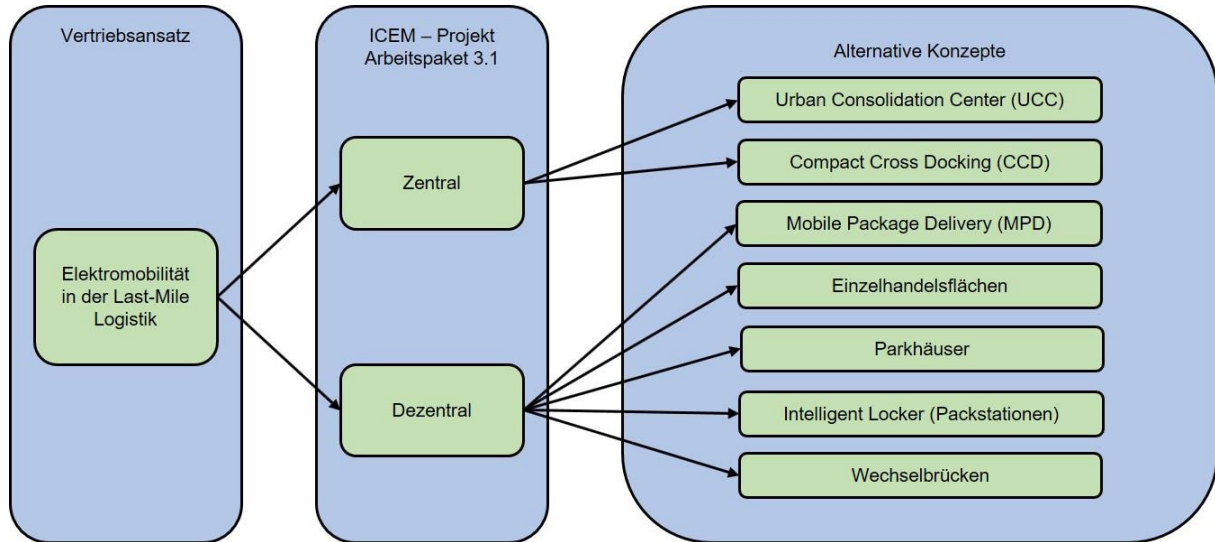 Vertriebsansatz
Elektromobilität
in der Last-Mile
Logistik
ICEM – Projekt
Arbeitspaket 3.1
Zentral
Dezentral
Alternative Konzepte
Urban Consolidation Center (UCC)
Compact Cross Docking (CCD)
Mobile Package Delivery (MPD)
Einzelhandelsflächen
Parkhäuser
Intelligent Locker (Packstationen)
Wechselbrücken